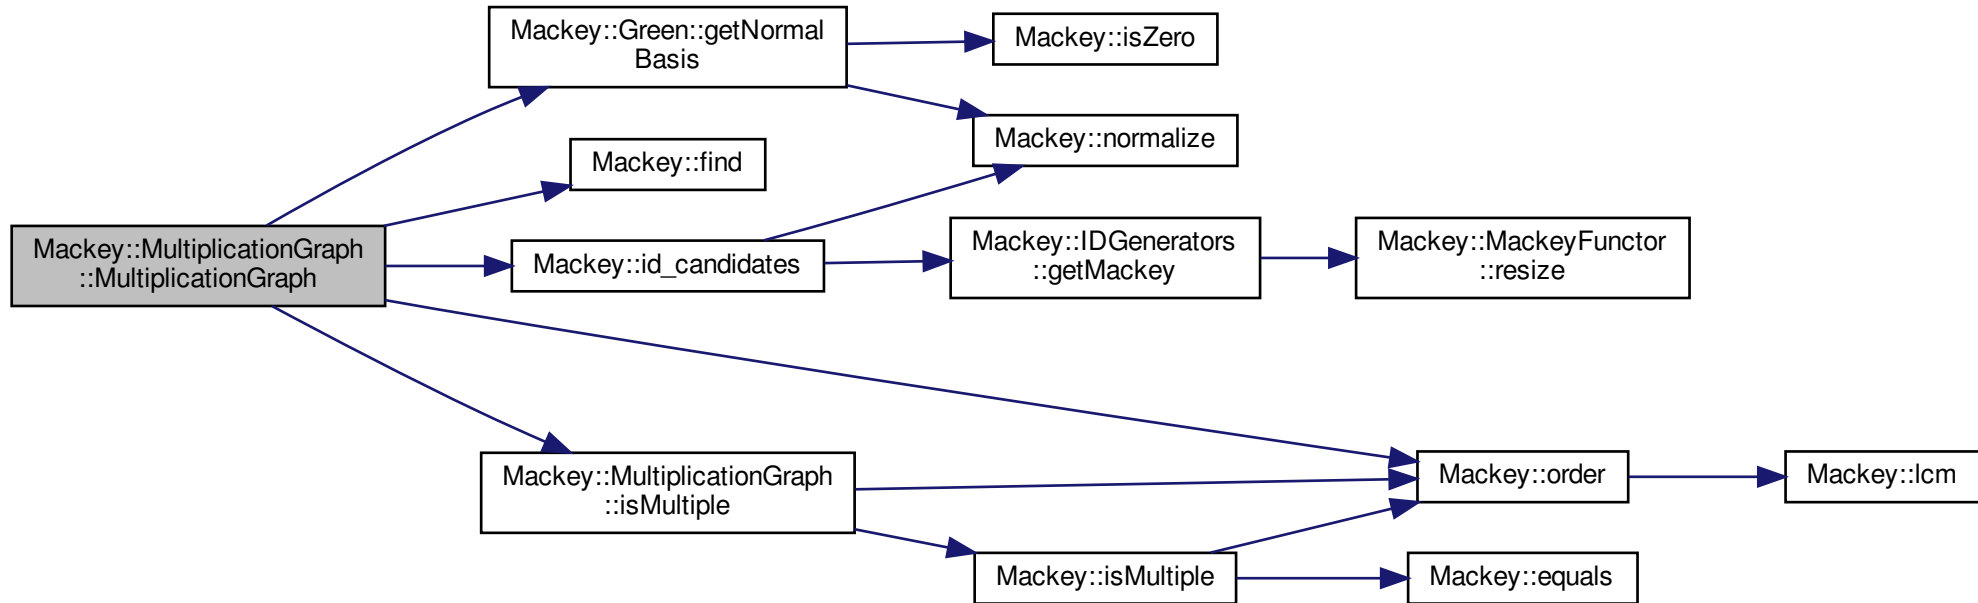 Mackey::MultiplicationGraph
::MultiplicationGraph
Mackey::Green::getNormal
Basis
Mackey::isZero
Mackey::normalize
Mackey::find
Mackey::id_candidates
Mackey::IDGenerators
::getMackey
Mackey::MackeyFunctor
::resize
Mackey::MultiplicationGraph
::isMultiple
Mackey::order
Mackey::lcm
Mackey::isMultiple
Mackey::equals